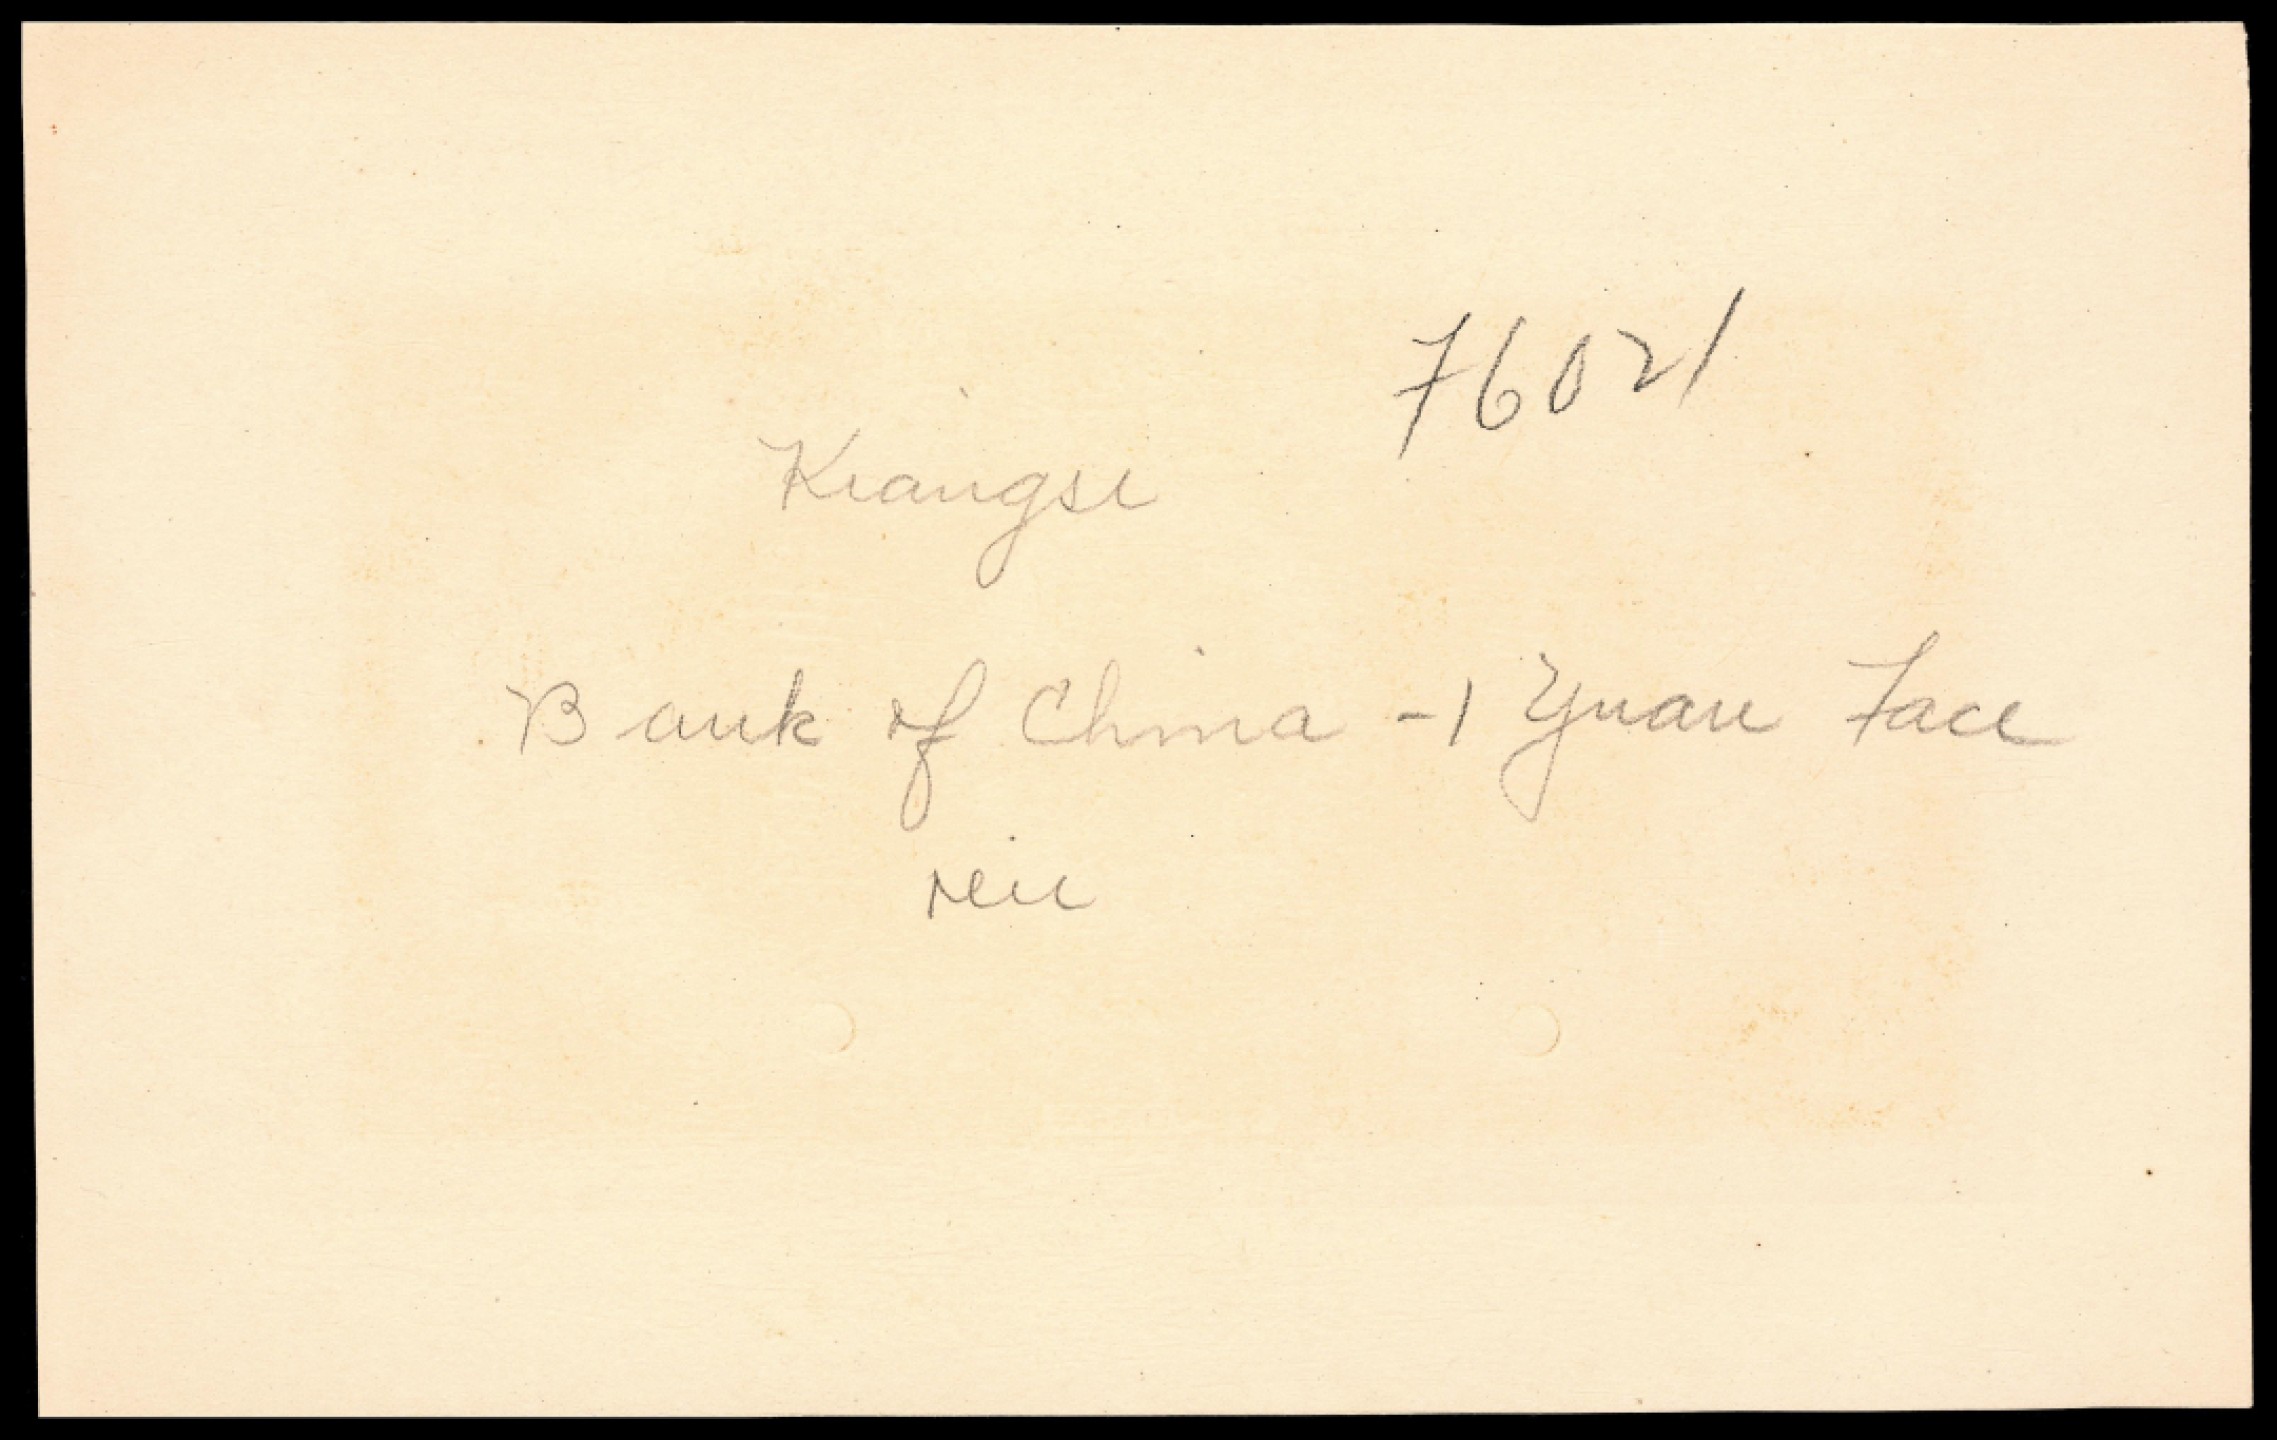 76021
Kiangsi
Bank of China - 1 Yuan Face